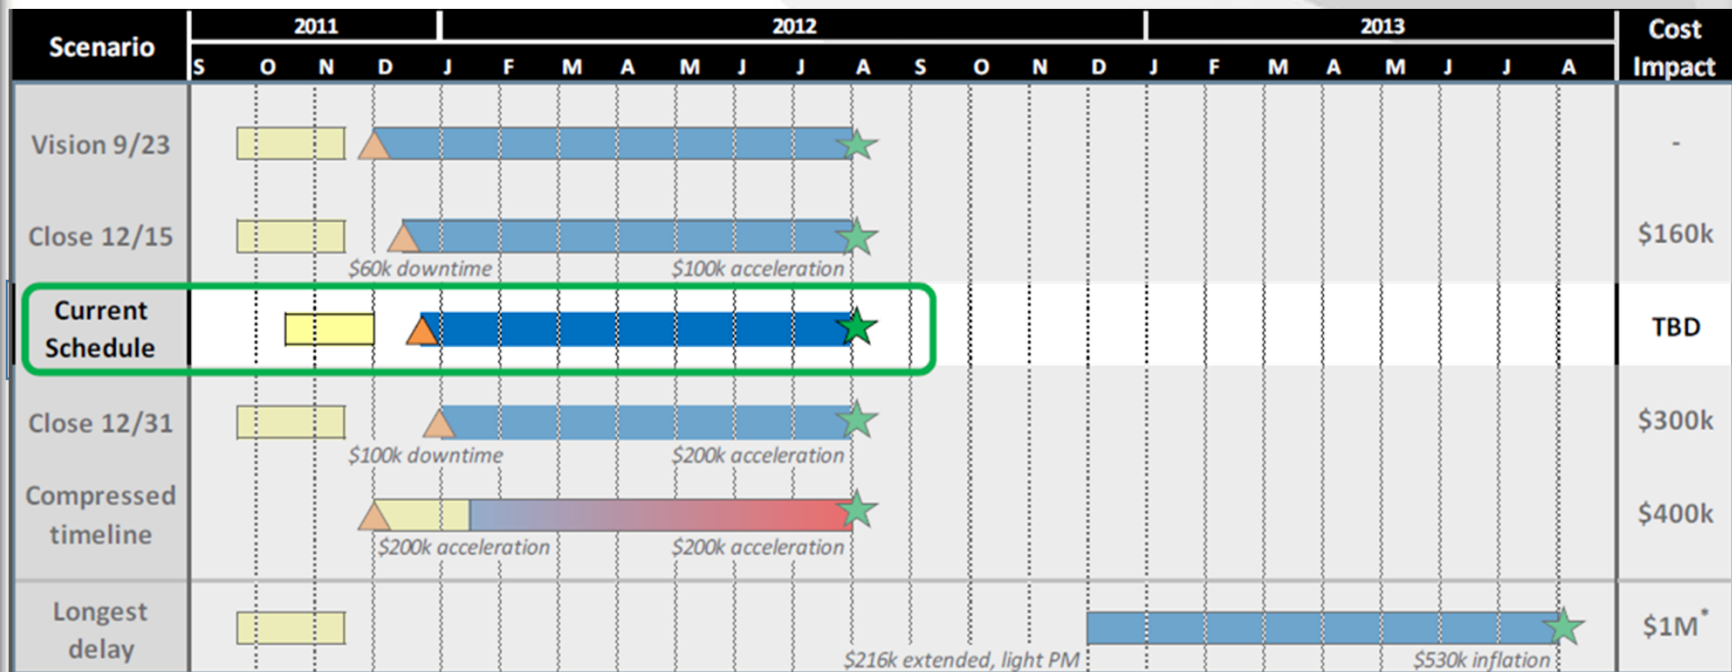 Scenario 2011 2012 2013 Cost Impact
S O N D J F M A M J J A S O N D J F M A M J J A
Vision 9/23 -
Close 12/15 $160k
$60k downtime $100k acceleration
Current
Schedule TBD
Close 12/31 $300k
$100k downtime $200k acceleration
Compressed
timeline $400k
$200k acceleration $200k acceleration
Longest
delay $1M*
$216k extended, light PM $530k inflation